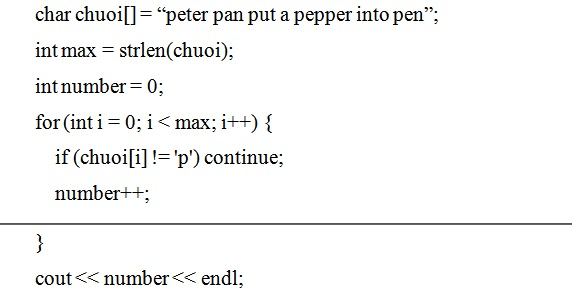 char chuoi[] = “peter pan put a pepper into pen”;
int max = strlen(chuoi);
int number = 0;
for (int i = 0; i < max; i++) {
if (chuoi[i] != 'p') continue;
number++;
}
cout << number << endl;